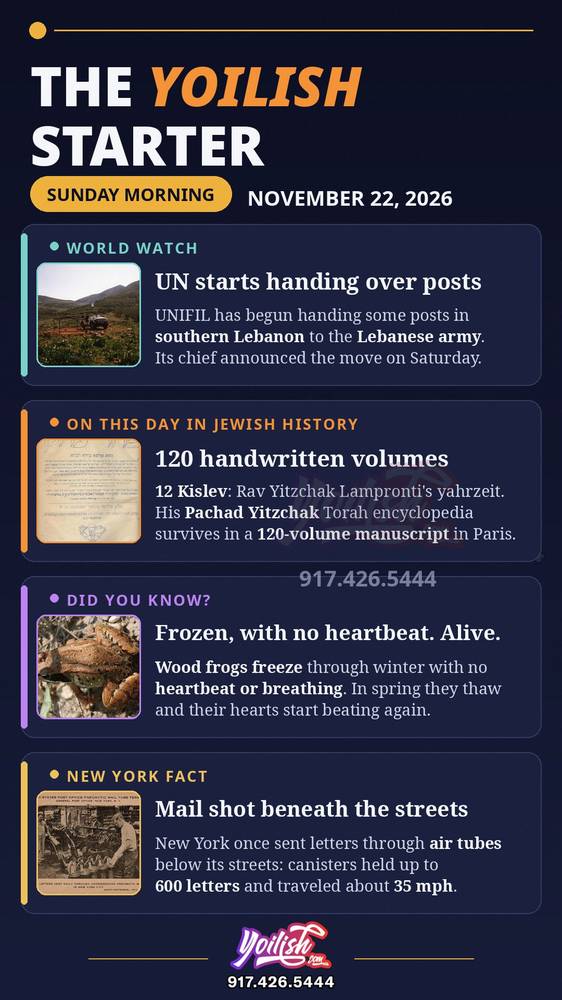 THE YOILISH
STARTER
SUNDAY MORNING
NOVEMBER 22, 2026
WORLD WATCH
UN starts handing over posts
UNIFIL has begun handing some posts in
southern Lebanon to the Lebanese army.
Its chief announced the move on Saturday.
ON THIS DAY IN JEWISH HISTORY
120 handwritten volumes
12 Kislev: Rav Yitzchak Lampronti's yahrzeit.
His Pachad Yitzchak Torah encyclopedia
survives in a 120-volume manuscript in Paris.
917.426.5444
DID YOU KNOW?
Frozen, with no heartbeat. Alive.
Wood frogs freeze through winter with no
heartbeat or breathing. In spring they thaw
and their hearts start beating again.
NEW YORK FACT
Mail shot beneath the streets
New York once sent letters through air tubes
below its streets: canisters held up to
600 letters and traveled about 35 mph.
Yoilish.com
917.426.5444